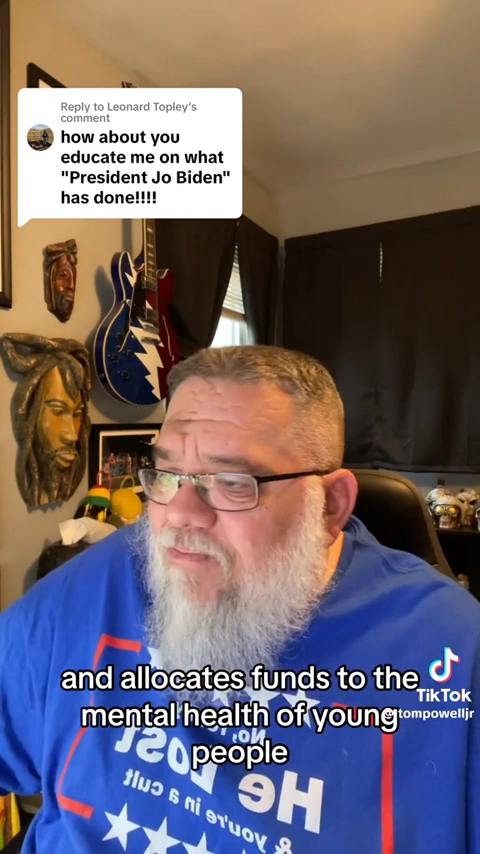 Reply to Leonard Topley's
comment
how about you
educate me on what
"President Jo Biden"
has done!!!!
and allocates funds to the
TikTok
mental health of young
people
He Lost
& you're in a cult